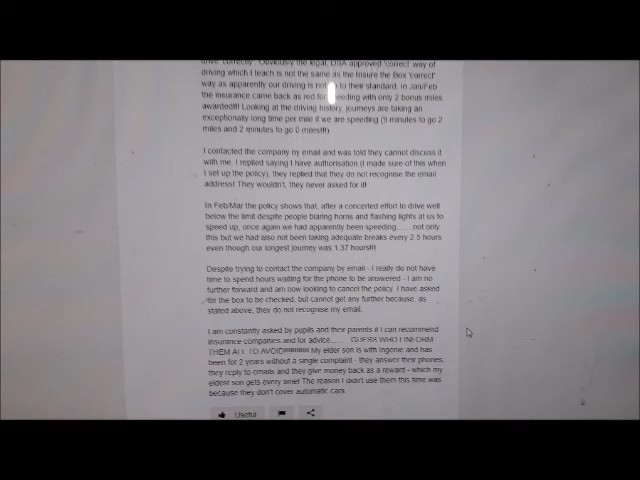 drive 'correctly'. Obviously the legal, DSA approved 'correct' way of
driving which I teach is not the same as the Insure the Box 'correct'
way as apparently our driving is not to their standard. In Jan/Feb
the insurance came back as red for eeding with only 2 bonus miles
awarded!!! Looking at the driving history, journeys are taking an
exceptionally long time per mile if we are speeding (9 minutes to go 2
miles and 2 minutes to go 0 miles!!!)
I contacted the company ny email and was told they cannot discuss it
with me. I replied saying I have authorisation (I made sure of this when
I set up the policy), they replied that they do not recognise the email
address! They wouldn't, they never asked for it!
In Feb/Mar the policy shows that, after a concerted effort to drive well
below the limit despite people blaring horns and flashing lights at us to
speed up, once again we had apparently been speeding........not only
this but we had also not been taking adequate breaks every 2.5 hours
even though our longest journey was 1.37 hours!!!
Despite trying to contact the company by email - I really do not have
time to spend hours waiting for the phone to be answered - I am no
further forward and am now looking to cancel the policy. I have asked
for the box to be checked, but cannot get any further because, as
stated above, they do not recognise my email.
I am constantly asked by pupils and their parents if I can recommend
insurance companies and for advice........ GUESS WHO I INFORM
THEM ALL TO AVOID!!!!!!!!!!!! My elder son is with Ingenie and has
been for 2 years without a single complaint - they answer their phones,
they reply to emails and they give money back as a reward - which my
eldest son gets every time! The reason I didn't use them this time was
because they don't cover automatic cars.
Useful